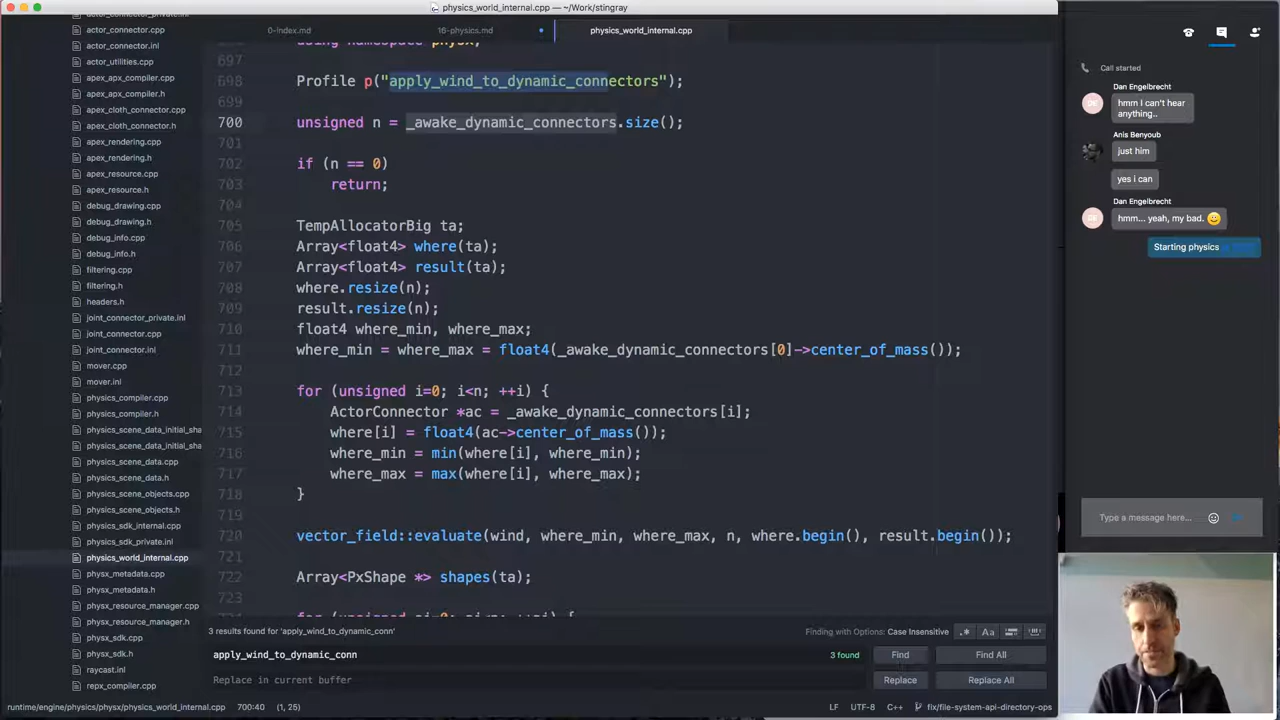 physics_world_internal.cpp — ~/Work/stingray
actor_connector_private.inl
actor_connector.cpp
actor_connector.inl
actor_utilities.cpp
apex_apx_compiler.cpp
apex_apx_compiler.h
apex_cloth_connector.cpp
apex_cloth_connector.h
apex_rendering.cpp
apex_rendering.h
apex_resource.cpp
apex_resource.h
debug_drawing.cpp
debug_drawing.h
debug_info.cpp
debug_info.h
filtering.cpp
filtering.h
headers.h
joint_connector_private.inl
joint_connector.cpp
joint_connector.inl
mover.cpp
mover.inl
physics_compiler.cpp
physics_compiler.h
physics_scene_data_initial_sha
physics_scene_data_initial_sha
physics_scene_data.cpp
physics_scene_data.h
physics_scene_objects.cpp
physics_scene_objects.h
physics_sdk_internal.cpp
physics_sdk_private.inl
physics_world_internal.cpp
physx_metadata.cpp
physx_metadata.h
physx_resource_manager.cpp
physx_resource_manager.h
physx_sdk.cpp
physx_sdk.h
raycast.inl
repx_compiler.cpp
0-index.md
16-physics.md
physics_world_internal.cpp
using namespace physx;
697
698 Profile p("apply_wind_to_dynamic_connectors");
699
700 unsigned n = _awake_dynamic_connectors.size();
701
702 if (n == 0)
703 return;
704
705 TempAllocatorBig ta;
706 Array<float4> where(ta);
707 Array<float4> result(ta);
708 where.resize(n);
709 result.resize(n);
710 float4 where_min, where_max;
711 where_min = where_max = float4(_awake_dynamic_connectors[0]->center_of_mass());
712
713 for (unsigned i=0; i<n; ++i) {
714 ActorConnector *ac = _awake_dynamic_connectors[i];
715 where[i] = float4(ac->center_of_mass());
716 where_min = min(where[i], where_min);
717 where_max = max(where[i], where_max);
718 }
719
720 vector_field::evaluate(wind, where_min, where_max, n, where.begin(), result.begin());
721
722 Array<PxShape *> shapes(ta);
723
3 results found for 'apply_wind_to_dynamic_conn'
Finding with Options: Case Insensitive
.*
Aa
apply_wind_to_dynamic_conn
3 found
Find
Find All
Replace in current buffer
Replace
Replace All
runtime/engine/physics/physx/physics_world_internal.cpp
700:40
(1, 25)
LF
UTF-8
C++
fix/file-system-api-directory-ops
Call started
Dan Engelbrecht
hmm I can't hear
anything..
Anis Benyoub
just him
yes i can
Dan Engelbrecht
hmm... yeah, my bad.
Starting physics
Type a message here...